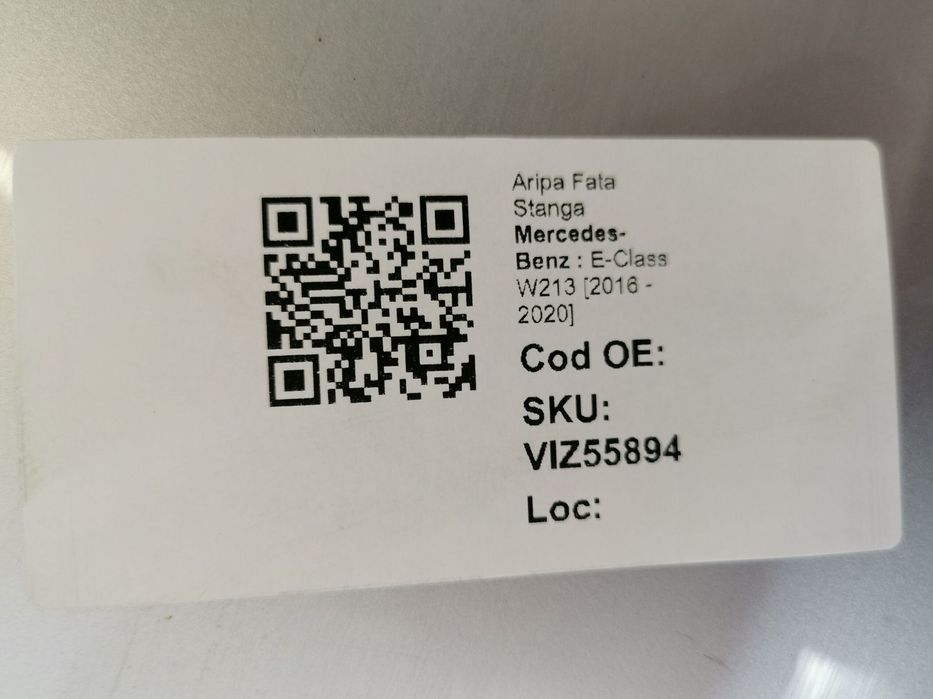 Aripa Fata
Stanga
Mercedes-
Benz : E-Class
W213 [2016 -
2020]
Cod OE:
SKU:
VIZ55894
Loc: